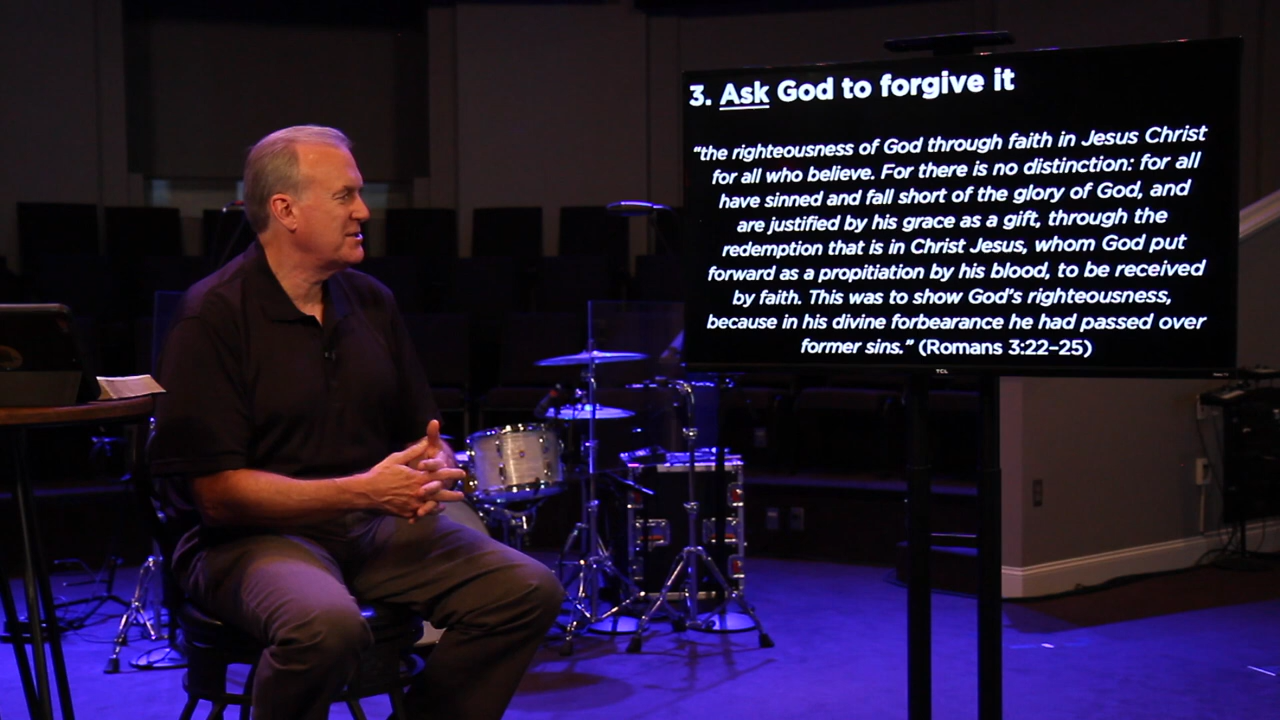 3. Ask God to forgive it
“the righteousness of God through faith in Jesus Christ
for all who believe. For there is no distinction: for all
have sinned and fall short of the glory of God, and
are justified by his grace as a gift, through the
redemption that is in Christ Jesus, whom God put
forward as a propitiation by his blood, to be received
by faith. This was to show God’s righteousness,
because in his divine forbearance he had passed over
former sins.” (Romans 3:22–25)
TCL